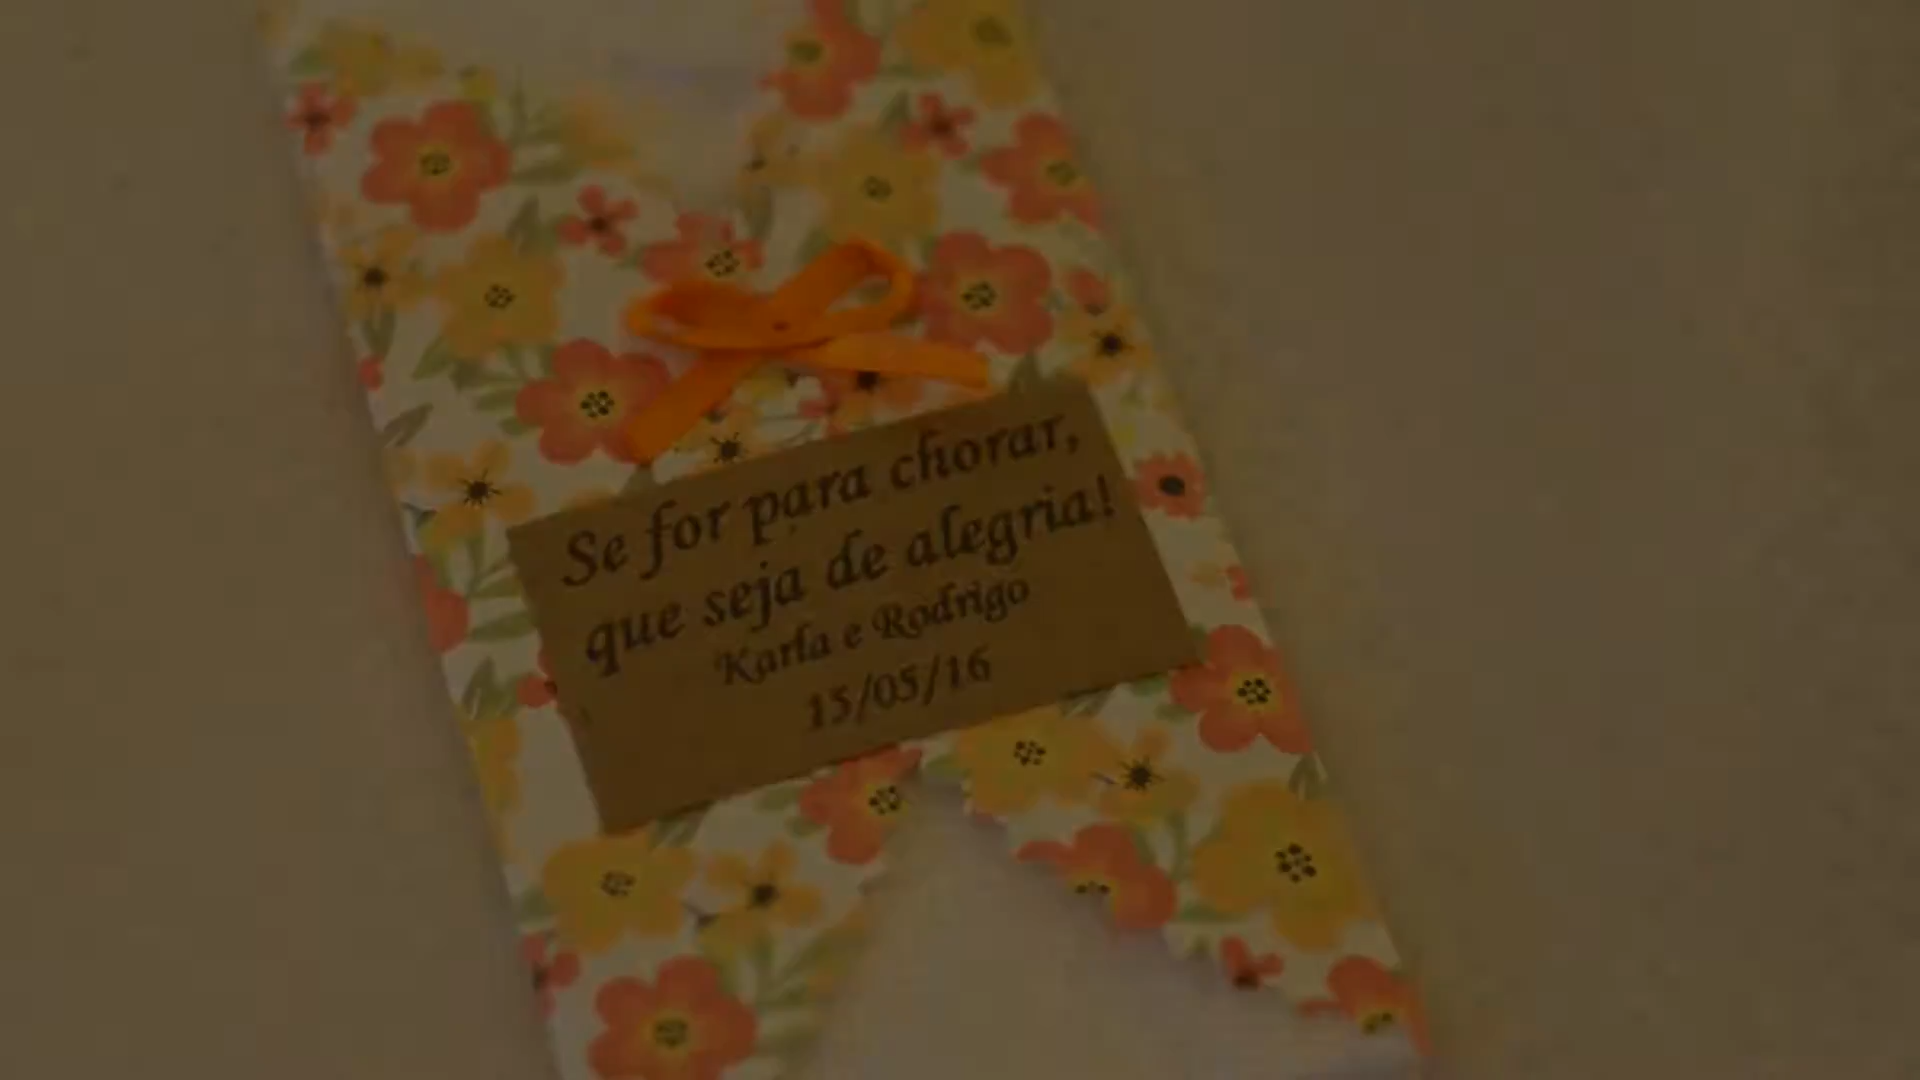 Se for para chorar,
que seja de alegria!
Karla e Rodrigo
15/05/16